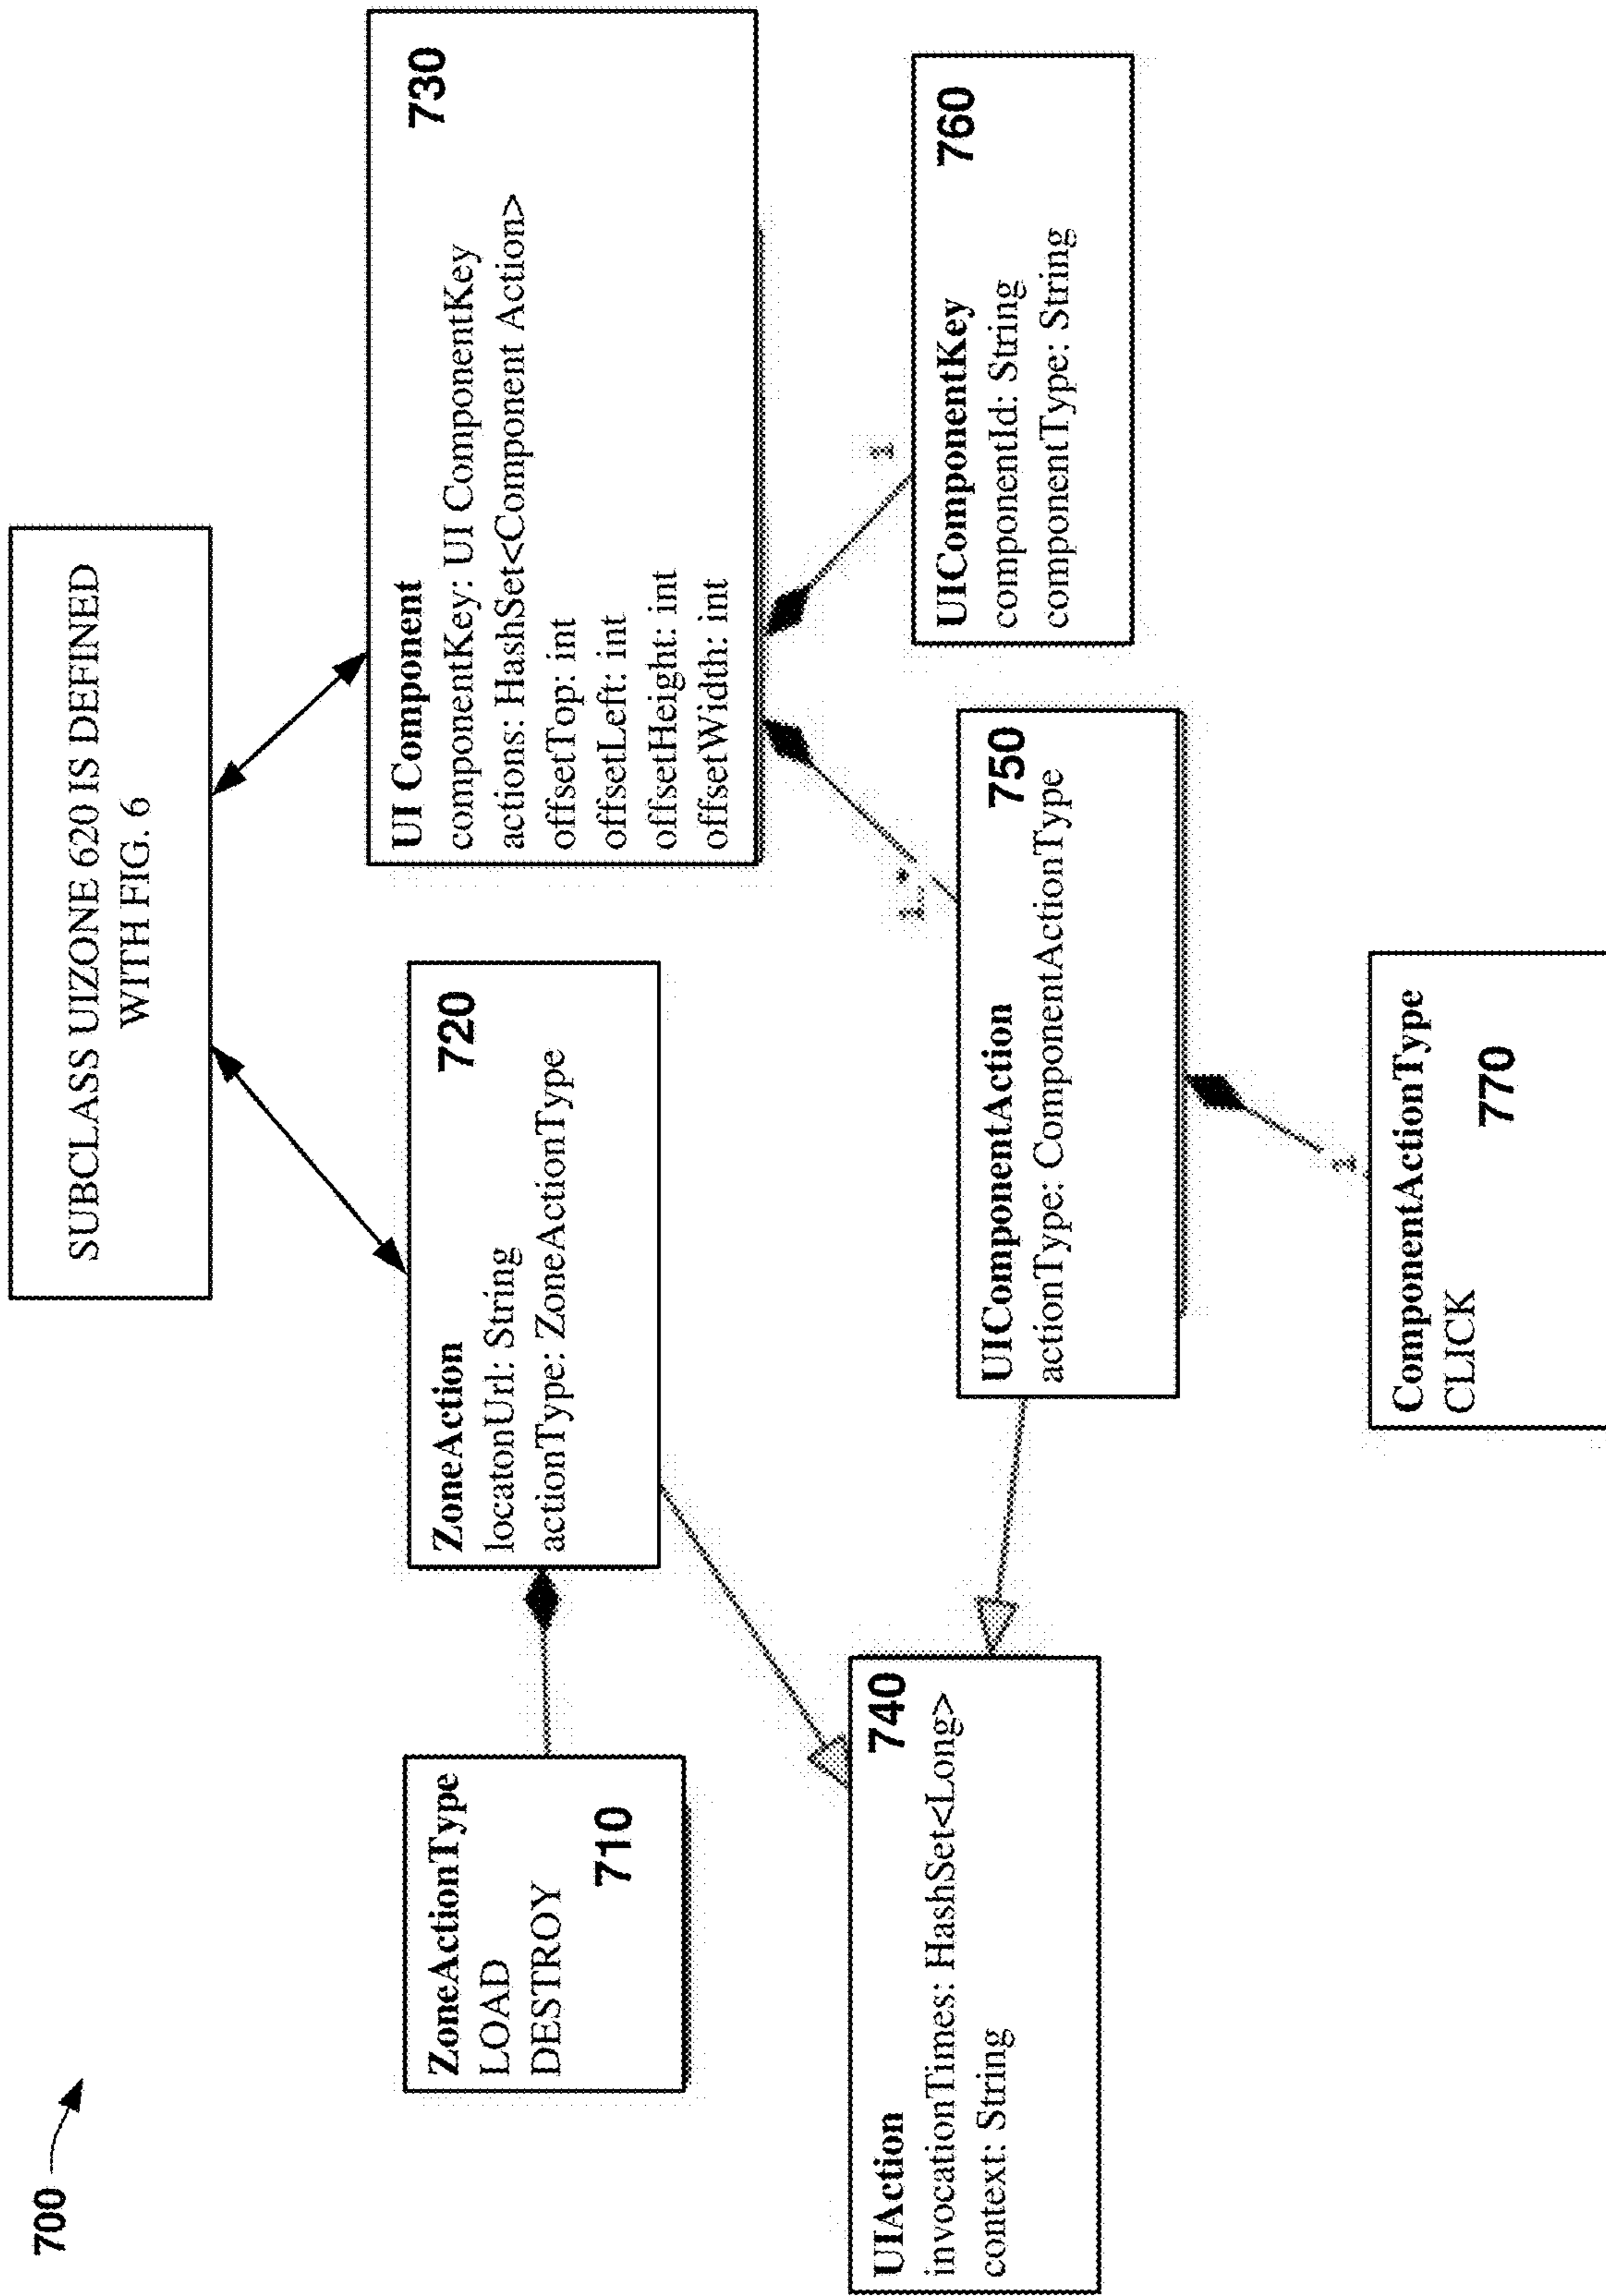 700
SUBCLASS UIZONE 620 IS DEFINED
WITH FIG. 6
ZoneActionType
LOAD
DESTROY
710
ZoneAction
720
locatonUrl: String
actionType: ZoneActionType
UI Component
730
componentKey: UI ComponentKey
actions: HashSet<Component Action>
offsetTop: int
offsetLeft: int
offsetHeight: int
offsetWidth: int
UIAction
740
invocationTimes: HashSet<Long>
context: String
1..*
1
UIComponentAction
750
actionType: ComponentActionType
UIComponentKey
760
componentId: String
componentType: String
1
ComponentActionType
CLICK
770